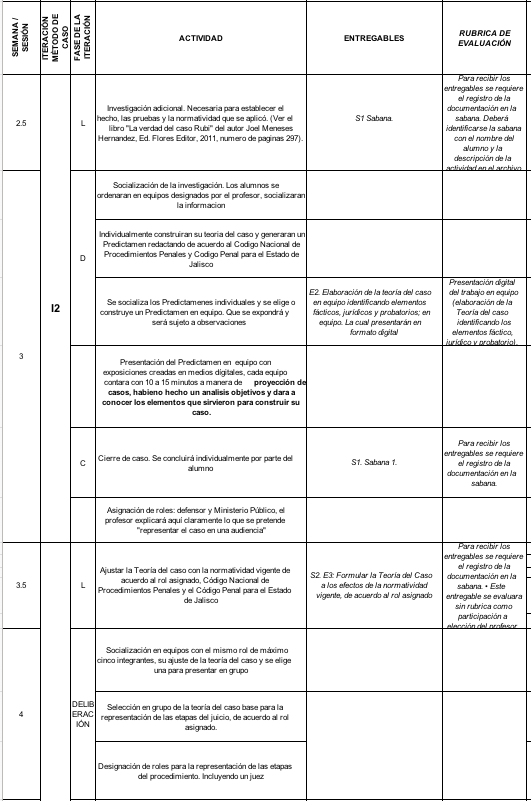 SEMANA /
SESIÓN
ITERACIÓN
MÉTODO DE
CASO
FASE DE LA
ITERACIÓN
ACTIVIDAD
ENTREGABLES
RUBRICA DE
EVALUACIÓN
2.5
L
Investigación adicional. Necesaria para establecer el
hecho, las pruebas y la normatividad que se aplicó. (Ver el
libro "La verdad del caso Rubi" del autor Joel Meneses
Hernandez, Ed. Flores Editor, 2011, numero de paginas 297).
S1 Sabana.
Para recibir los
entregables se requiere
el registro de la
documentación en la
sabana. Deberá
identificarse la sabana
con el nombre del
alumno y la
descripción de la
actividad en el archivo
3
I2
D
Socialización de la investigación. Los alumnos se
ordenaran en equipos designados por el profesor, socializaran
la informacion
Individualmente construiran su teoria del caso y generaran un
Predictamen redactando de acuerdo al Codigo Nacional de
Procedimientos Penales y Codigo Penal para el Estado de
Jalisco
Se socializa los Predictamenes individuales y se elige o
construye un Predictamen en equipo. Que se expondrá y
será sujeto a observaciones
E2. Elaboración de la teoría del caso
en equipo identificando elementos
fácticos, jurídicos y probatorios; en
equipo. La cual presentarán en
formato digital
Presentación digital
del trabajo en equipo
(elaboración de la
Teoría del caso
identificando los
elementos fáctico,
jurídico y probatorio).
Presentación del Predictamen en equipo con
exposiciones creadas en medios digitales, cada equipo
contara con 10 a 15 minutos a manera de proyección de
casos, habieno hecho un analisis objetivos y dara a
conocer los elementos que sirvieron para construir su
caso.
C
Cierre de caso. Se concluirá individualmente por parte del
alumno
S1. Sabana 1.
Para recibir los
entregables se requiere
el registro de la
documentación en la
sabana.
Asignación de roles: defensor y Ministerio Público, el
profesor explicará aquí claramente lo que se pretende
"representar el caso en una audiencia"
3.5
L
Ajustar la Teoría del caso con la normatividad vigente de
acuerdo al rol asignado, Código Nacional de
Procedimientos Penales y el Código Penal para el Estado
de Jalisco
S2. E3: Formular la Teoría del Caso
a los efectos de la normatividad
vigente, de acuerdo al rol asignado
Para recibir los
entregables se requiere
el registro de la
documentación en la
sabana. • Este
entregable se evaluara
sin rubrica como
participación a
elección del profesor
4
DELIB
ERAC
IÓN
Socialización en equipos con el mismo rol de máximo
cinco integrantes, su ajuste de la teoría del caso y se elige
una para presentar en grupo
Selección en grupo de la teoría del caso base para la
representación de las etapas del juicio, de acuerdo al rol
asignado.
Designación de roles para la representación de las etapas
del procedimiento. Incluyendo un juez